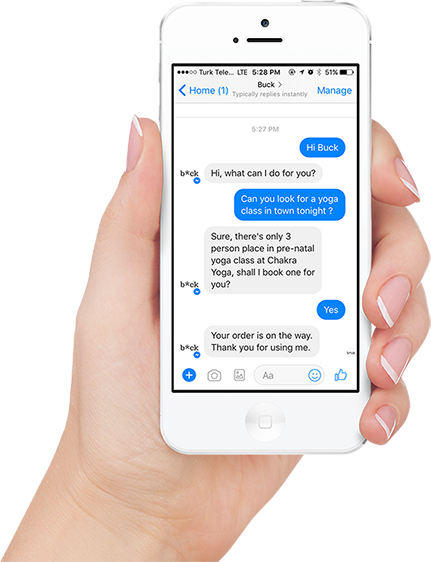 Turk Tele... LTE 5:28 PM 51%
Home (1) Buck > Manage
Typically replies instantly
5:27 PM
Hi Buck
b*ck Hi, what can I do for you?
Can you look for a yoga
class in town tonight ?
Sure, there's only 3
person place in pre-natal
yoga class at Chakra
Yoga, shall I book one for
b*ck you?
Yes
Your order is on the way.
b*ck Thank you for using me.
Aa